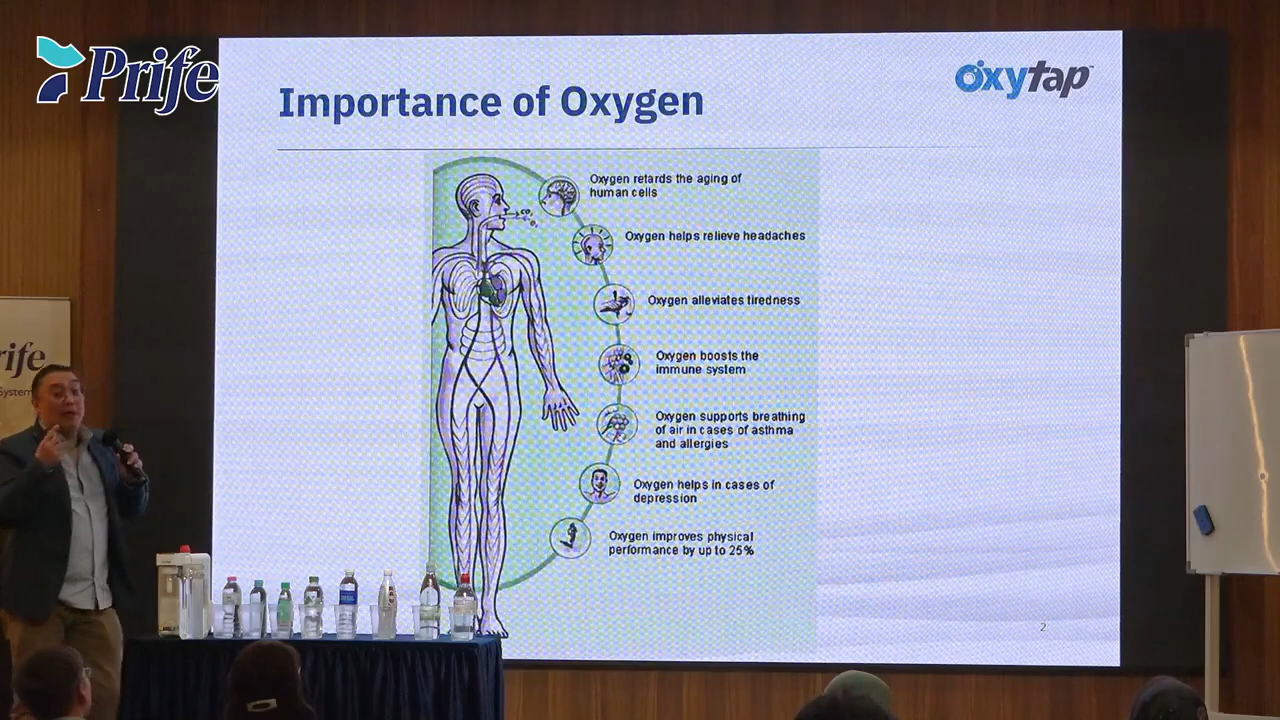 Prife
Importance of Oxygen
Oxytap
Oxygen retards the aging of
human cells
Oxygen helps relieve headaches
Oxygen alleviates tiredness
Oxygen boosts the
immune system
Oxygen supports breathing
of air in cases of asthma
and allergies
Oxygen helps in cases of
depression
Oxygen improves physical
performance by up to 25%
2
rife
System